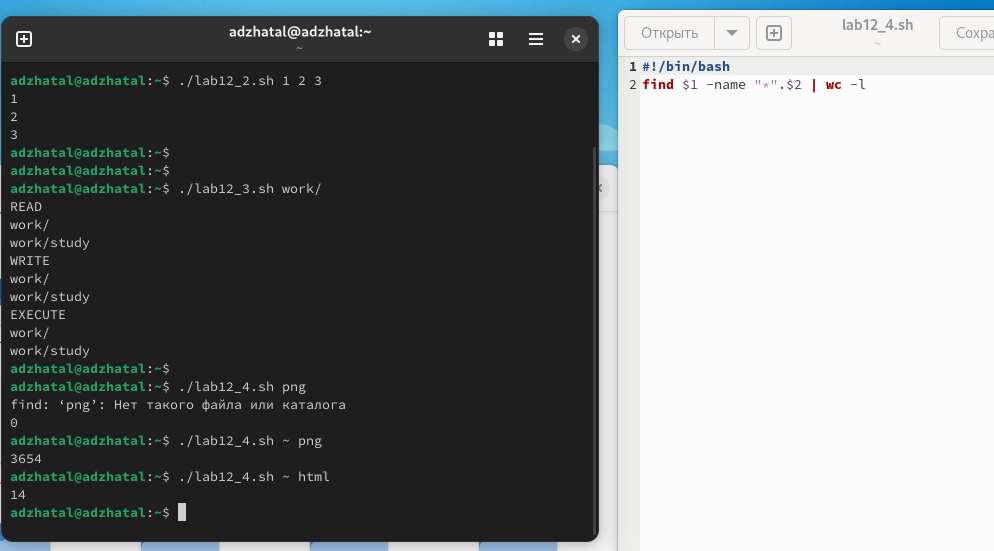 adzhatal@adzhatal:~
~
adzhatal@adzhatal:~$ ./lab12_2.sh 1 2 3
1
2
3
adzhatal@adzhatal:~$
adzhatal@adzhatal:~$
adzhatal@adzhatal:~$ ./lab12_3.sh work/
READ
work/
work/study
WRITE
work/
work/study
EXECUTE
work/
work/study
adzhatal@adzhatal:~$
adzhatal@adzhatal:~$ ./lab12_4.sh png
find: ‘png’: Нет такого файла или каталога
0
adzhatal@adzhatal:~$ ./lab12_4.sh ~ png
3654
adzhatal@adzhatal:~$ ./lab12_4.sh ~ html
14
adzhatal@adzhatal:~$
Открыть
lab12_4.sh
~
Сохра
1 #!/bin/bash
2 find $1 -name "*".$2 | wc -l